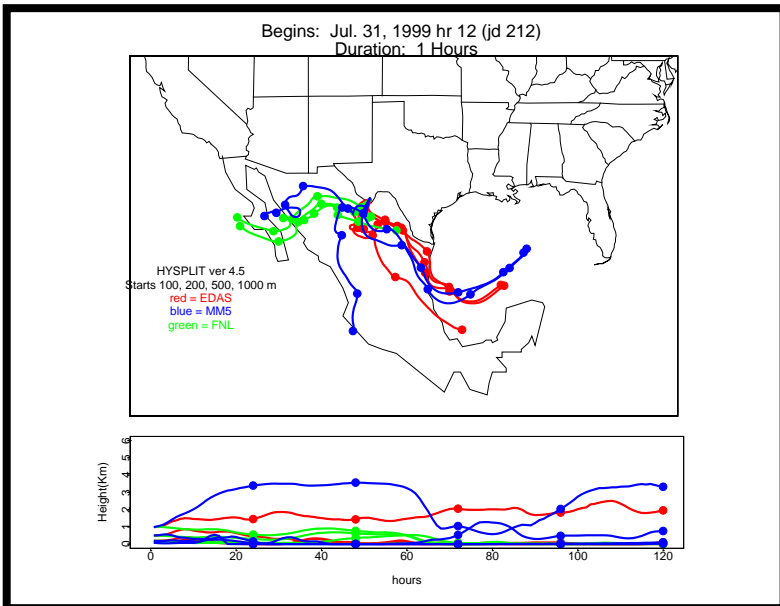 Begins: Jul. 31, 1999 hr 12 (jd 212)
Duration: 1 Hours
HYSPLIT ver 4.5
Starts 100, 200, 500, 1000 m
red = EDAS
blue = MM5
green = FNL
Height(Km)
6
5
4
3
2
1
0
0 20 40 60 80 100 120
hours